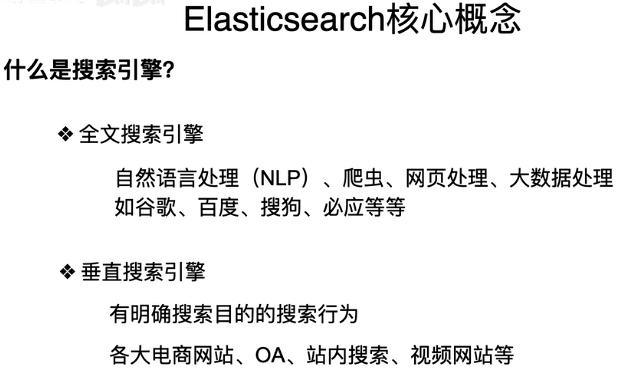 Elasticsearch核心概念
什么是搜索引擎?
❖ 全文搜索引擎
自然语言处理（NLP）、爬虫、网页处理、大数据处理
如谷歌、百度、搜狗、必应等等
❖ 垂直搜索引擎
有明确搜索目的的搜索行为
各大电商网站、OA、站内搜索、视频网站等